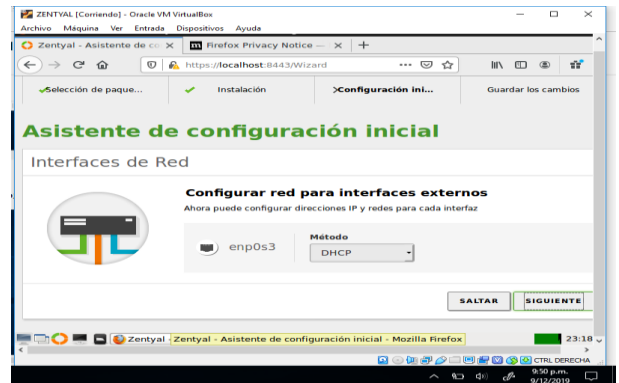 ZENTYAL [Corriendo] - Oracle VM VirtualBox
Archivo Máquina Ver Entrada Dispositivos Ayuda
Zentyal - Asistente de co
Firefox Privacy Notice —
https://localhost:8443/Wizard
Selección de paque...
Instalación
Configuración ini...
Guardar los cambios
Asistente de configuración inicial
Interfaces de Red
Configurar red para interfaces externos
Ahora puede configurar direcciones IP y redes para cada interfaz
enp0s3
Método
DHCP
SALTAR
SIGUIENTE
Zentyal
Zentyal - Asistente de configuración inicial - Mozilla Firefox
23:18
CTRL DERECHA
9:50 p.m.
9/12/2019